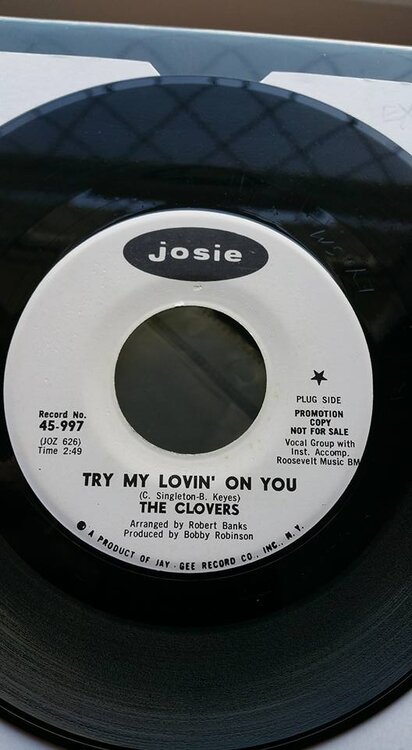 josie
PLUG SIDE
PROMOTION
COPY
NOT FOR SALE
Vocal Group with
Inst. Accomp.
Roosevelt Music BM
Record No.
45-997
(JOZ 626)
Time 2:49
TRY MY LOVIN' ON YOU
(C. Singleton-B. Keyes)
THE CLOVERS
Arranged by Robert Banks
Produced by Bobby Robinson
A PRODUCT OF JAY-GEE RECORD CO., INC., N.Y.